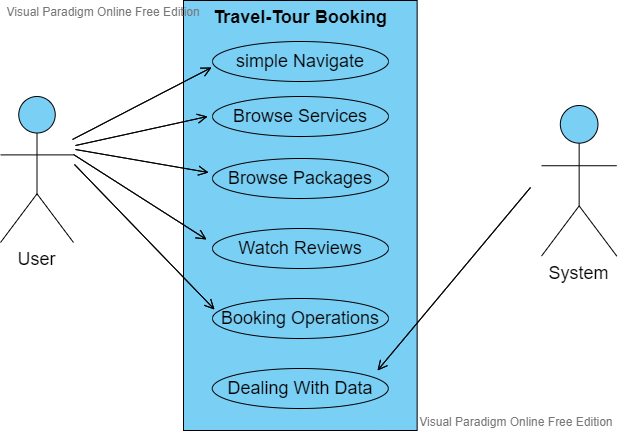 Visual Paradigm Online Free Edition
Travel-Tour Booking
simple Navigate
Browse Services
Browse Packages
Watch Reviews
User
System
Booking Operations
Dealing With Data
Visual Paradigm Online Free Edition